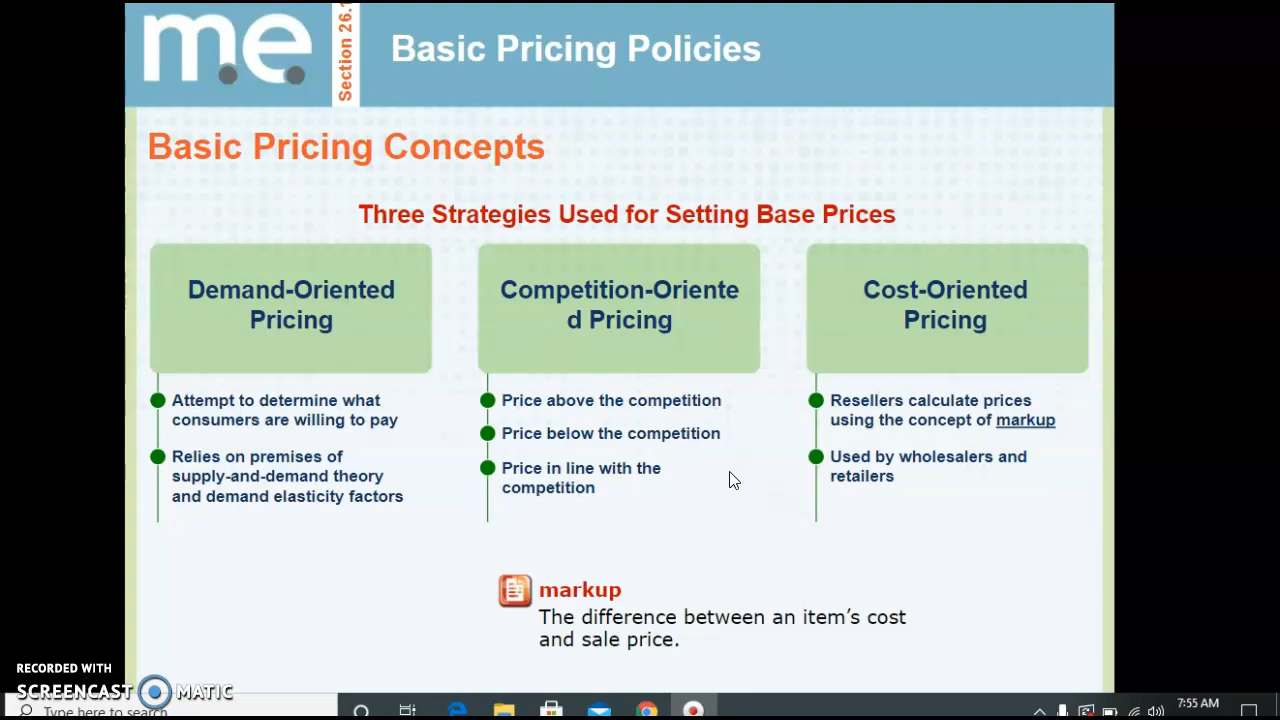 m.e.
Section 26.1
Basic Pricing Policies
Basic Pricing Concepts
Three Strategies Used for Setting Base Prices
Demand-Oriented
Pricing
Attempt to determine what
consumers are willing to pay
Relies on premises of
supply-and-demand theory
and demand elasticity factors
Competition-Oriente
d Pricing
Price above the competition
Price below the competition
Price in line with the
competition
Cost-Oriented
Pricing
Resellers calculate prices
using the concept of markup
Used by wholesalers and
retailers
markup
The difference between an item’s cost
and sale price.
RECORDED WITH
SCREENCAST MATIC
Type here to search
7:55 AM